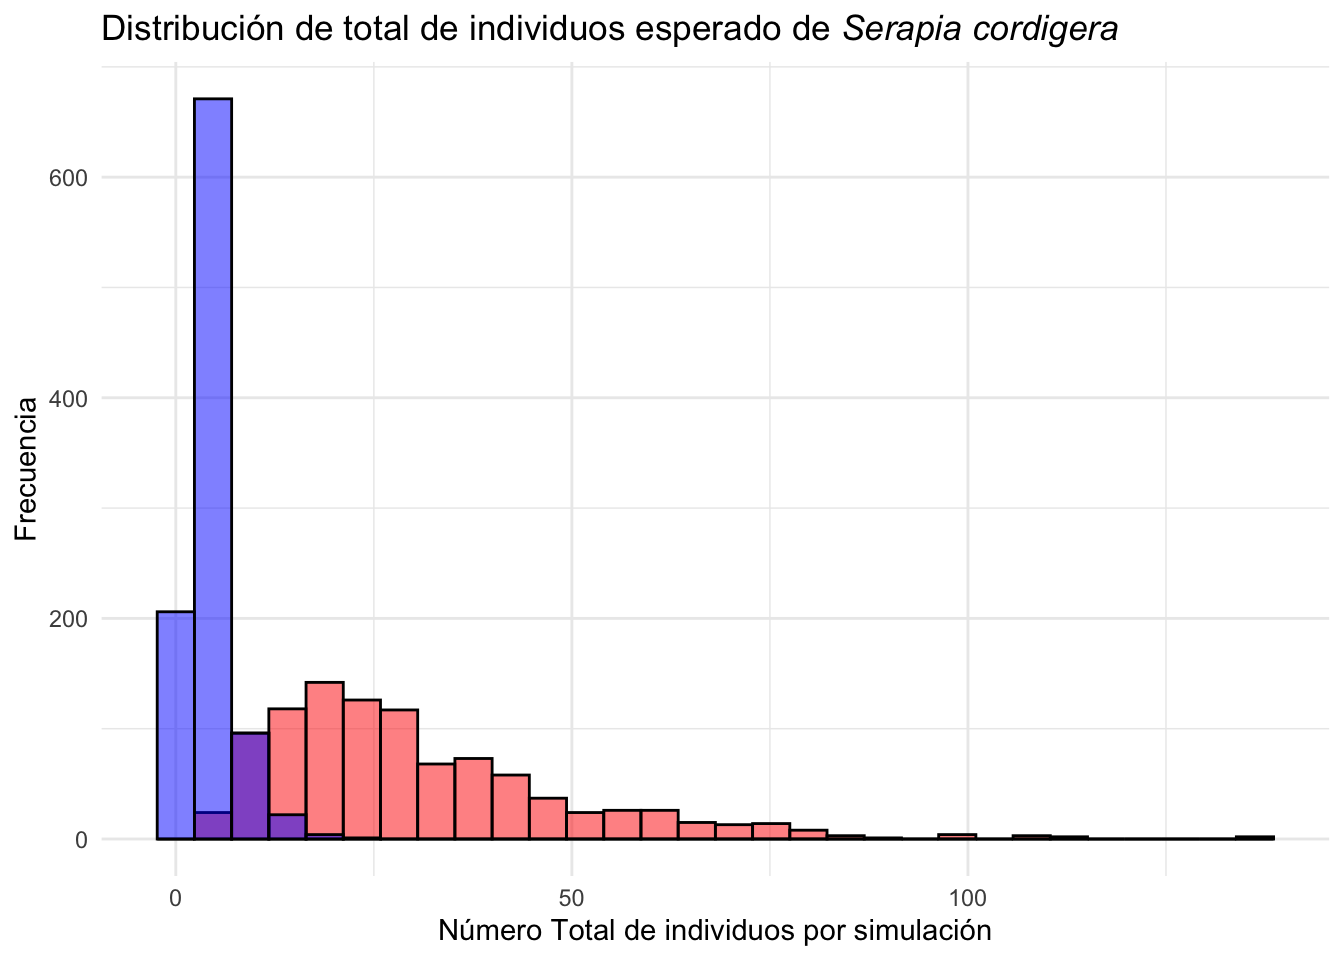 Distribución de total de individuos esperado de Serapia cordigera
600
400
200
0
Frecuencia
0
50
100
Número Total de individuos por simulación